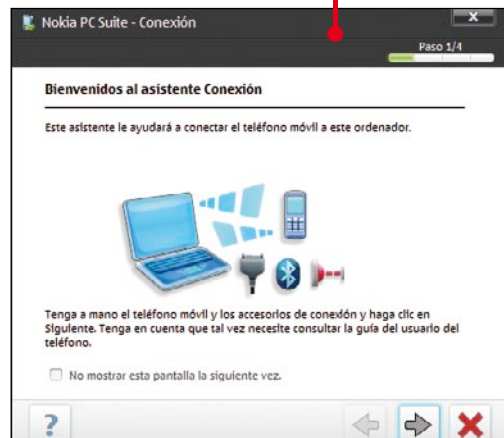 Nokia PC Suite - Conexión
x
Paso 1/4
Bienvenidos al asistente Conexión
Este asistente le ayudará a conectar el teléfono móvil a este ordenador.
Tenga a mano el teléfono móvil y los accesorios de conexión y haga clic en
Siguiente. Tenga en cuenta que tal vez necesite consultar la guía del usuario del
teléfono.
No mostrar esta pantalla la siguiente vez.
?